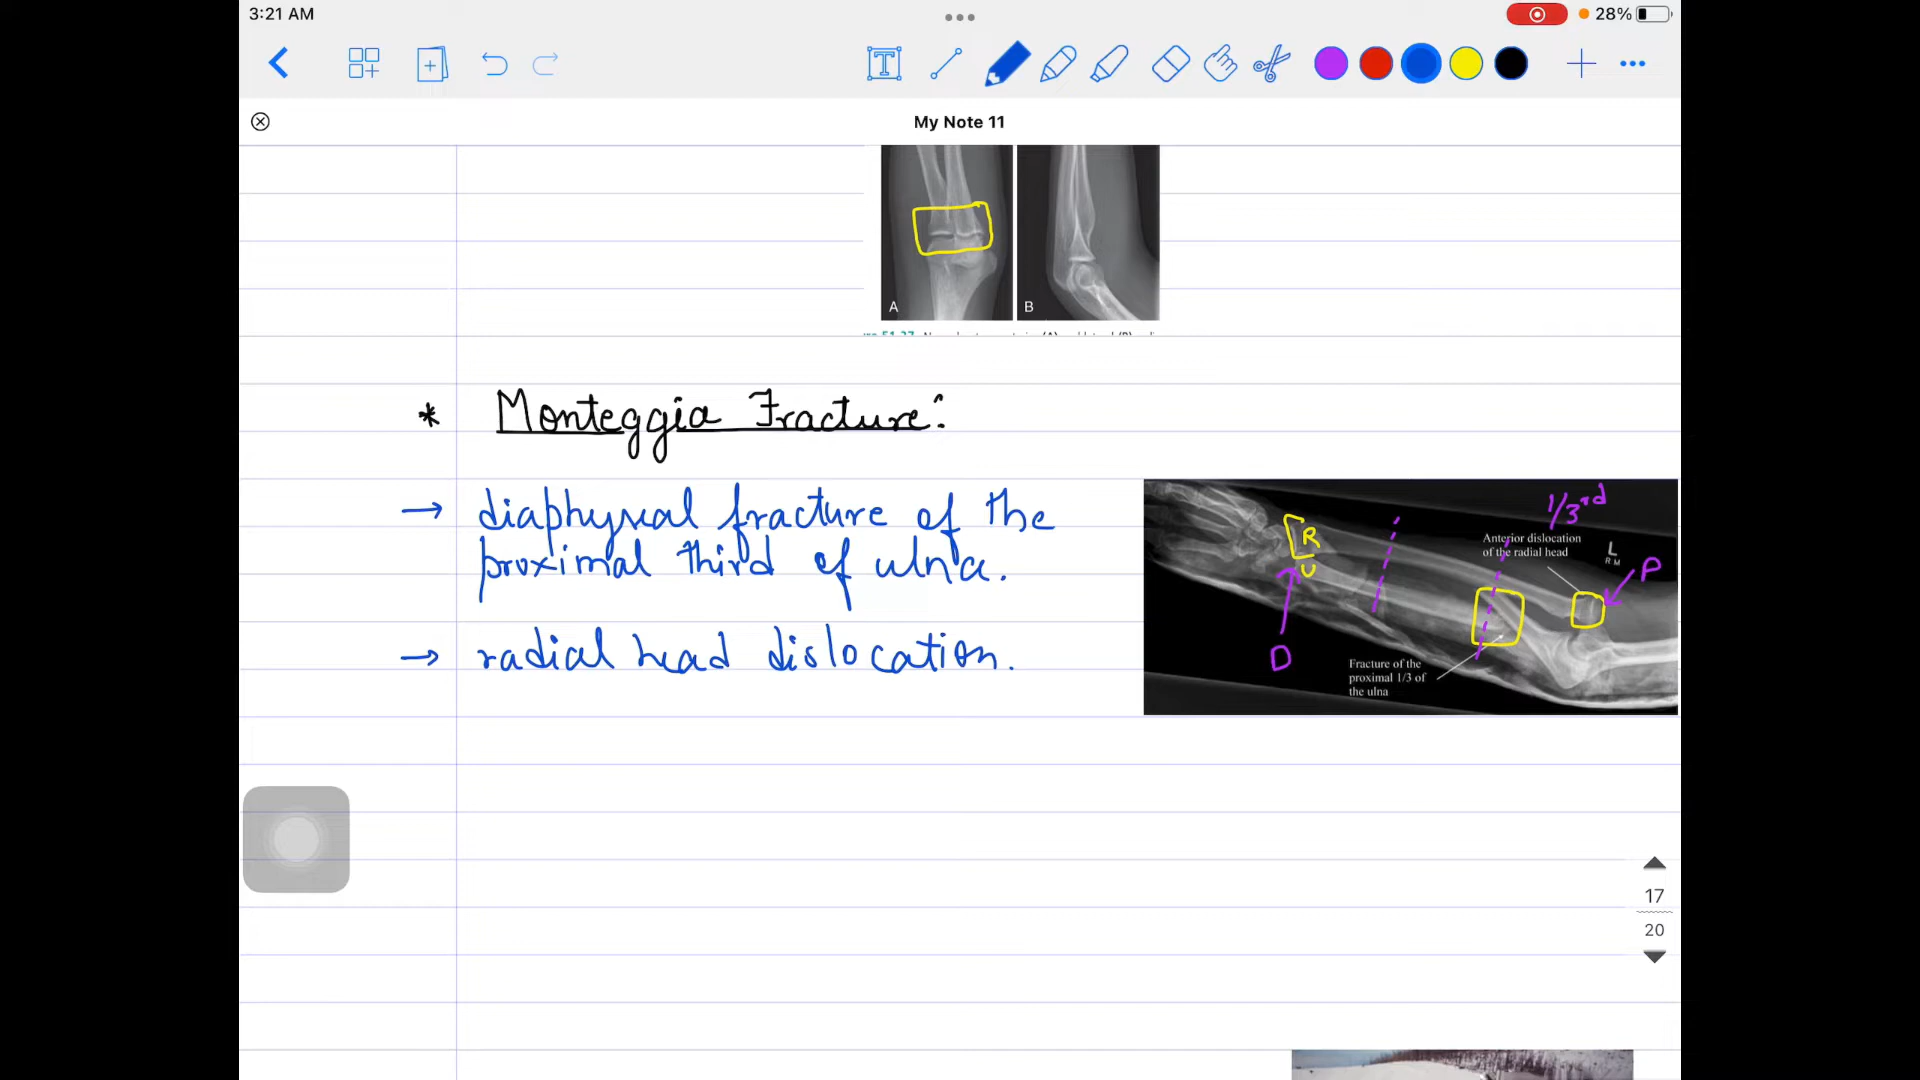 3:21 AM
28%
My Note 11
A
B
* Monteggia Fracture:
→ diaphyseal fracture of the
proximal third of ulna.
→ radial head dislocation.
1/3rd
Anterior dislocation
of the radial head
L
R M
P
R
U
D
Fracture of the
proximal 1/3 of
the ulna
17
20